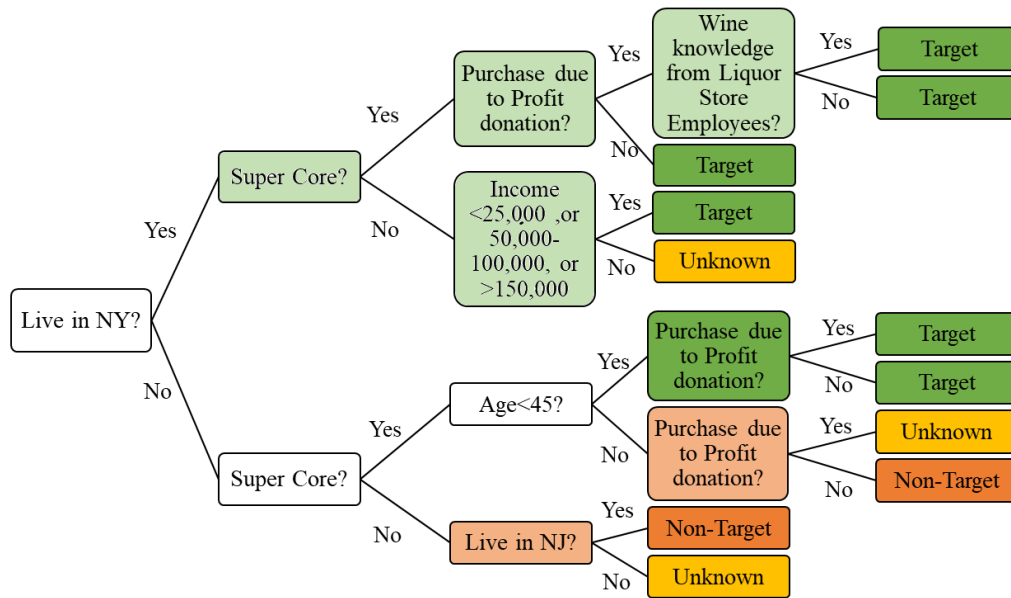 Live in NY?
Yes
No
Super Core?
Yes
No
Purchase due
to Profit
donation?
Yes
No
Wine
knowledge
from Liquor
Store
Employees?
Yes
No
Target
Target
Target
Income
<25,000 ,or
50,000-
100,000, or
>150,000
Yes
No
Target
Unknown
Super Core?
Yes
No
Age<45?
Yes
No
Purchase due
to Profit
donation?
Yes
No
Target
Target
Purchase due
to Profit
donation?
Yes
No
Unknown
Non-Target
Live in NJ?
Yes
No
Non-Target
Unknown